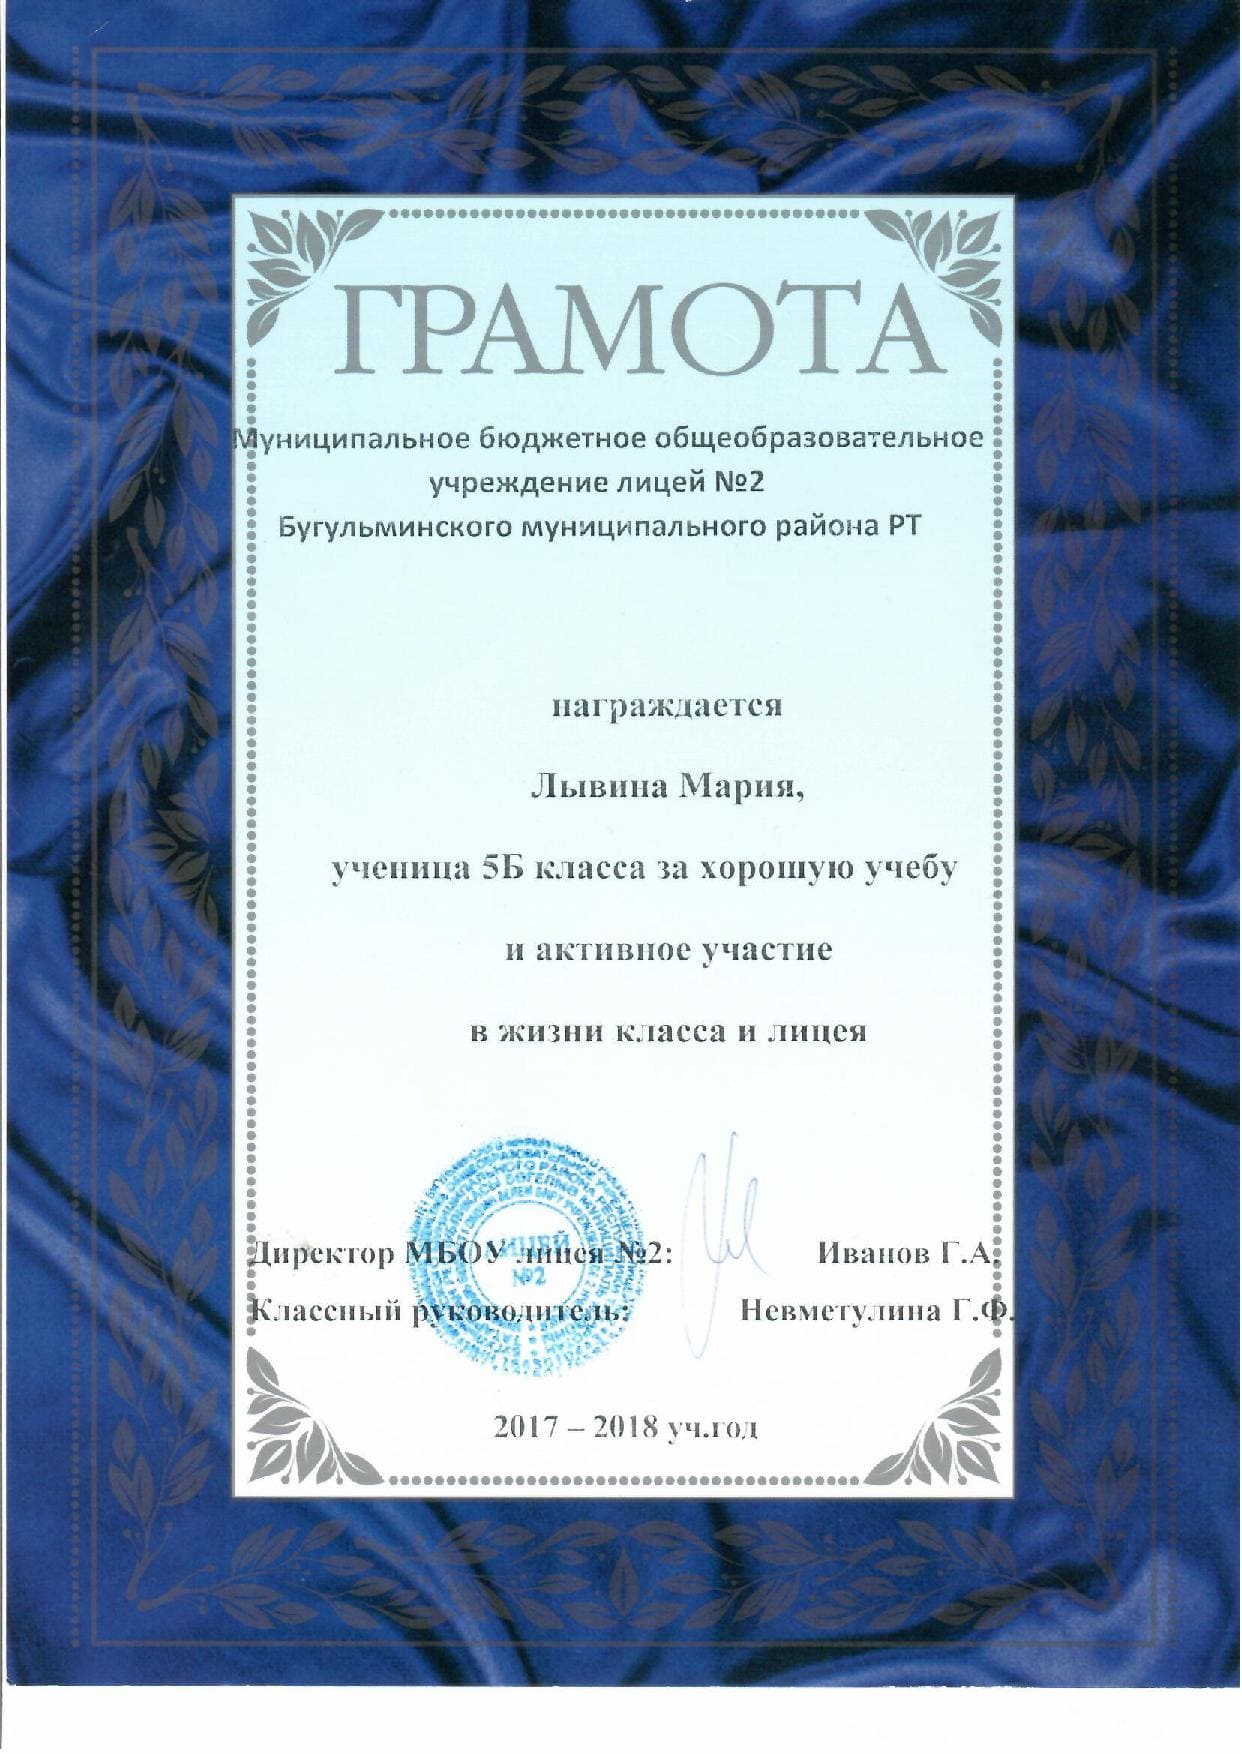 ГРАМОТА
Муниципальное бюджетное общеобразовательное
учреждение лицей №2
Бугульминского муниципального района РТ
награждается
Лывина Мария,
ученица 5Б класса за хорошую учебу
и активное участие
в жизни класса и лицея
ЛИЦЕЙ
№2
Директор МБОУ лицея №2: Иванов Г.А.
Классный руководитель: Невметулина Г.Ф.
2017 – 2018 уч.год